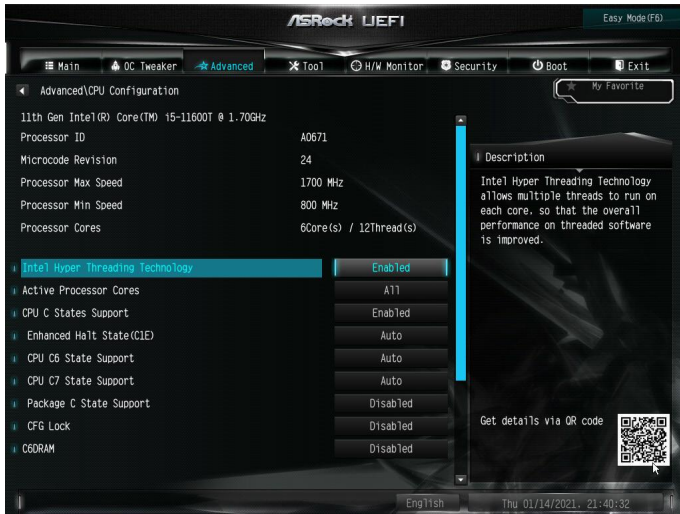 ASRock UEFI
Easy Mode(F6)
Main OC Tweaker Advanced Tool H/W Monitor Security Boot Exit
Advanced\CPU Configuration
My Favorite
11th Gen Intel(R) Core(TM) i5-11600T @ 1.70GHz
Processor ID A0671
Microcode Revision 24
Processor Max Speed 1700 MHz
Processor Min Speed 800 MHz
Processor Cores 6Core(s) / 12Thread(s)
Intel Hyper Threading Technology Enabled
Active Processor Cores All
CPU C States Support Enabled
Enhanced Halt State(C1E) Auto
CPU C6 State Support Auto
CPU C7 State Support Auto
Package C State Support Disabled
CFG Lock Disabled
C6DRAM Disabled
Description
Intel Hyper Threading Technology
allows multiple threads to run on
each core, so that the overall
performance on threaded software
is improved.
Get details via QR code
English
Thu 01/14/2021. 21:40:32